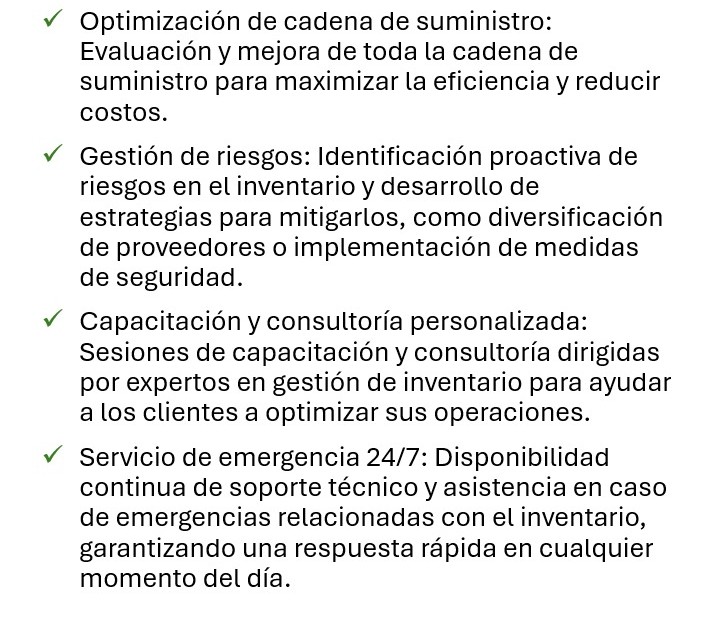 ✓ Optimización de cadena de suministro:
Evaluación y mejora de toda la cadena de
suministro para maximizar la eficiencia y reducir
costos.
✓ Gestión de riesgos: Identificación proactiva de
riesgos en el inventario y desarrollo de
estrategias para mitigarlos, como diversificación
de proveedores o implementación de medidas
de seguridad.
✓ Capacitación y consultoría personalizada:
Sesiones de capacitación y consultoría dirigidas
por expertos en gestión de inventario para ayudar
a los clientes a optimizar sus operaciones.
✓ Servicio de emergencia 24/7: Disponibilidad
continua de soporte técnico y asistencia en caso
de emergencias relacionadas con el inventario,
garantizando una respuesta rápida en cualquier
momento del día.